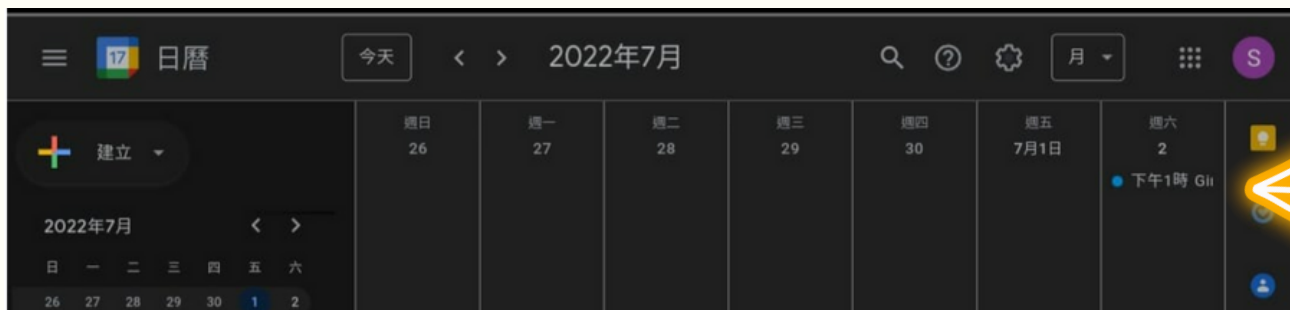 17 日曆 今天 < > 2022年7月 月 S
週日 週一 週二 週三 週四 週五 週六
26 27 28 29 30 7月1日 2
建立
下午1時 Gi
2022年7月 < >
日 一 二 三 四 五 六
26 27 28 29 30 1 2